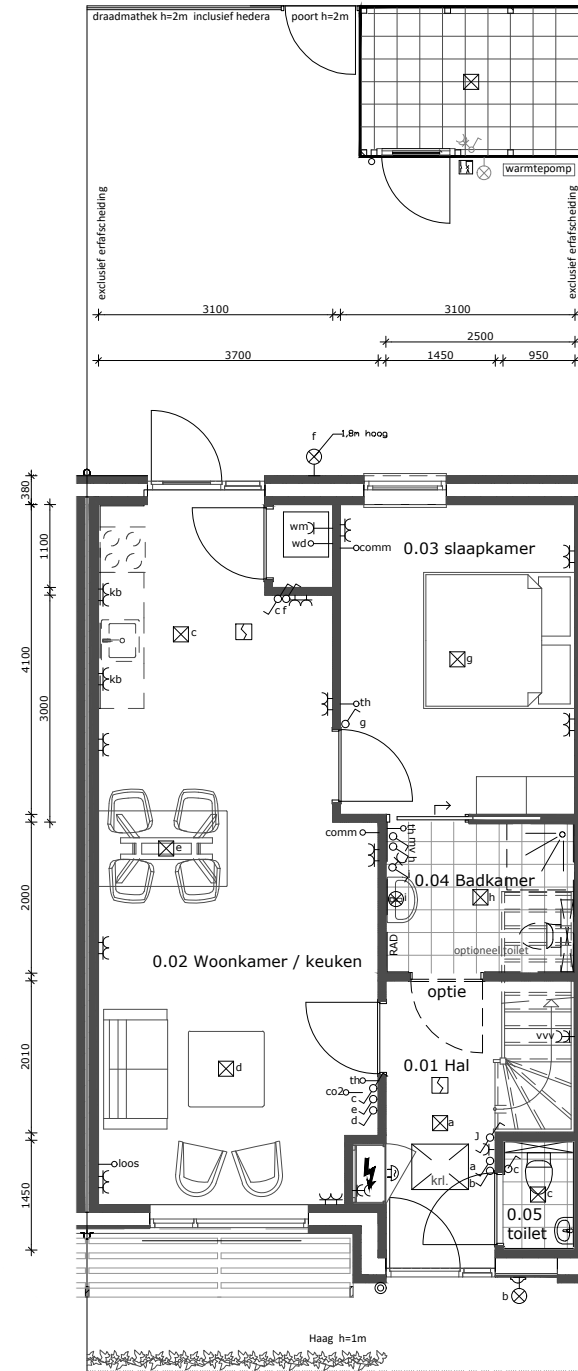 draadmathek h=2m inclusief hedera
poort h=2m
warmtepomp
exclusief erfafscheiding
exclusief erfafscheiding
3100
3100
2500
3700
1450
950
f
1,8m hoog
380
1100
4100
3000
2000
2010
1450
wm
wd
comm
0.03 slaapkamer
kb
c
c f
g
kb
th
g
comm
th
mv
h
i
e
0.04 Badkamer
i
h
RAD
optioneel toilet
0.02 Woonkamer / keuken
optie
vvv
0.01 Hal
d
th
co2
c
e
d
a
J
a
b
c
krl.
loos
c
0.05
toilet
b
Haag h=1m